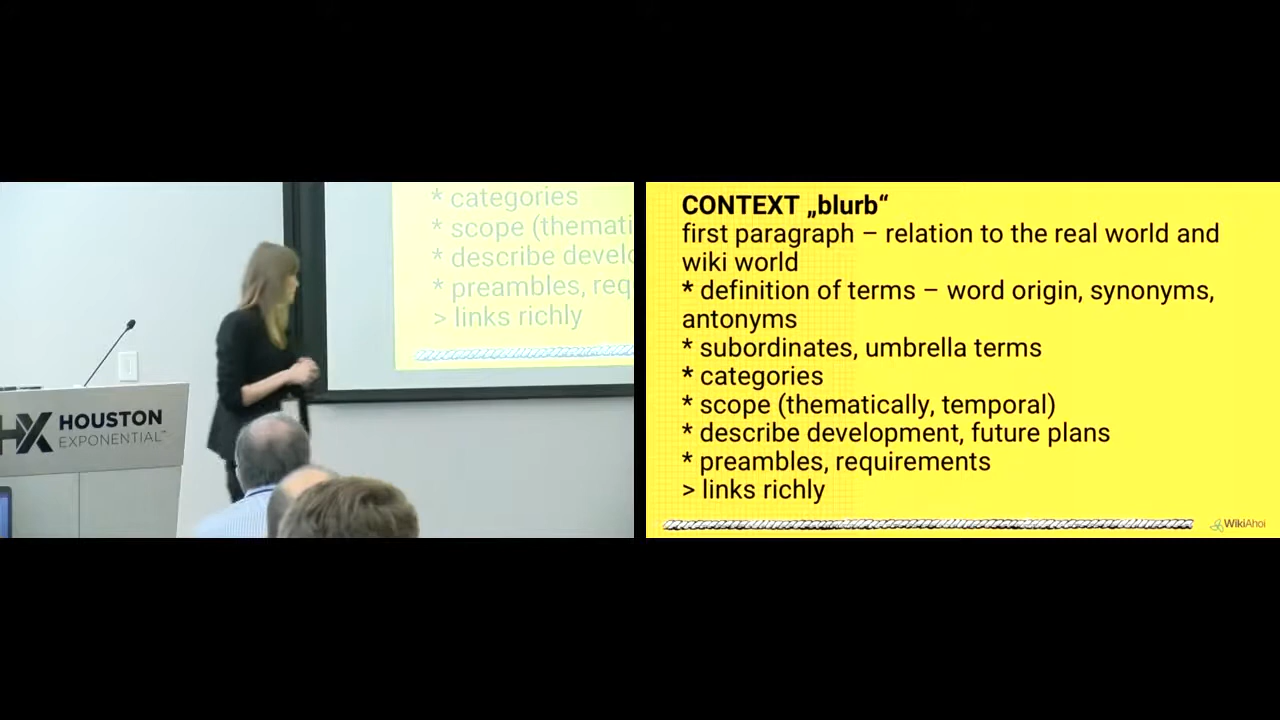 * categories
* scope (themati
* describe develo
* preambles, req
> links richly
HX HOUSTON
EXPONENTIAL
CONTEXT „blurb“
first paragraph – relation to the real world and
wiki world
* definition of terms – word origin, synonyms,
antonyms
* subordinates, umbrella terms
* categories
* scope (thematically, temporal)
* describe development, future plans
* preambles, requirements
> links richly
WikiAhoi